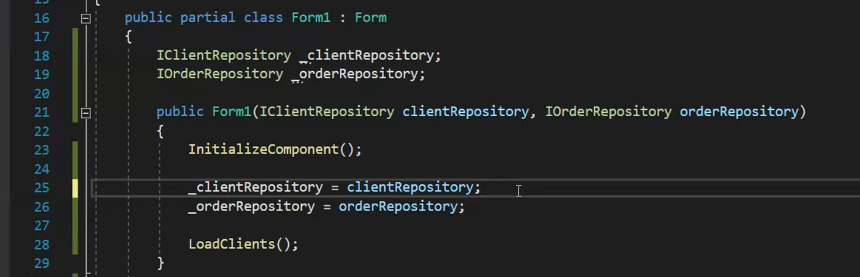 15 {
16 public partial class Form1 : Form
17 {
18 IClientRepository _clientRepository;
19 IOrderRepository _orderRepository;
20
21 public Form1(IClientRepository clientRepository, IOrderRepository orderRepository)
22 {
23 InitializeComponent();
24
25 _clientRepository = clientRepository;
26 _orderRepository = orderRepository;
27
28 LoadClients();
29 }